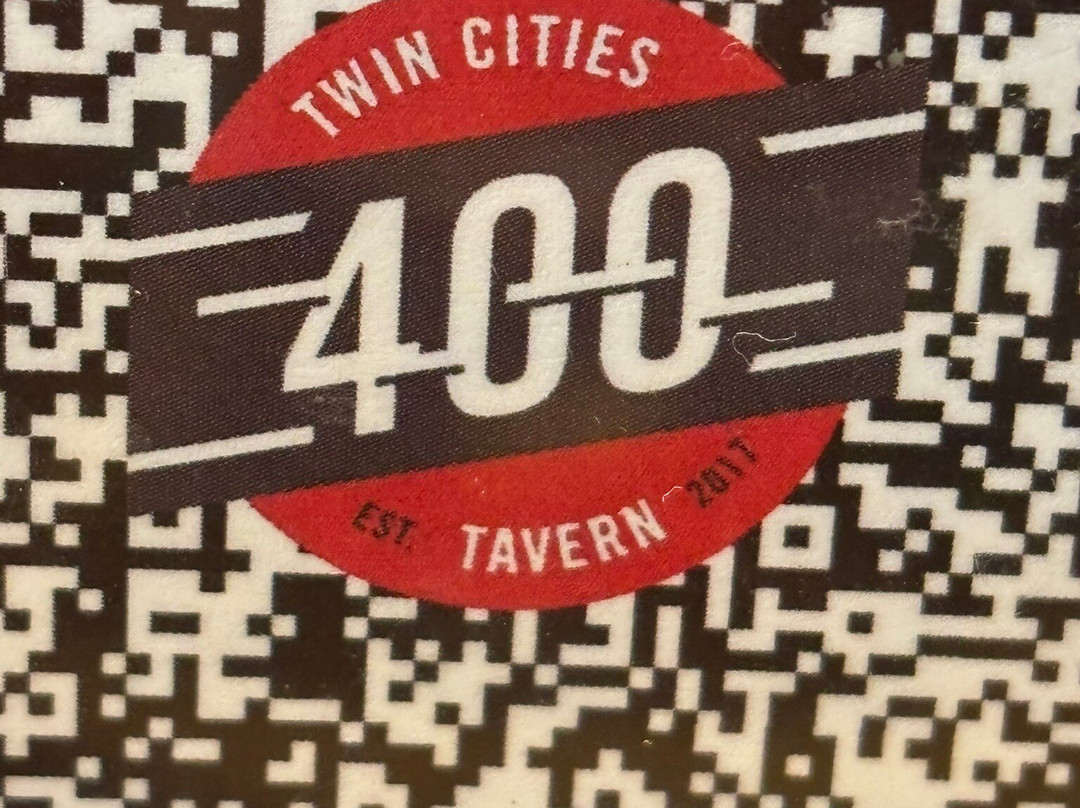 TWIN CITIES
400
EST. TAVERN 2017